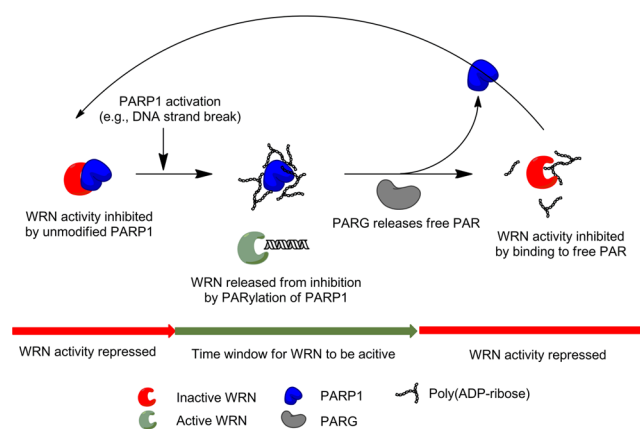 PARP1 activation
(e.g., DNA strand break)
WRN activity inhibited
by unmodified PARP1
PARG releases free PAR
WRN activity inhibited
by binding to free PAR
WRN released from inhibition
by PARylation of PARP1
WRN activity repressed
Time window for WRN to be acitive
WRN activity repressed
Inactive WRN
PARP1
Poly(ADP-ribose)
Active WRN
PARG